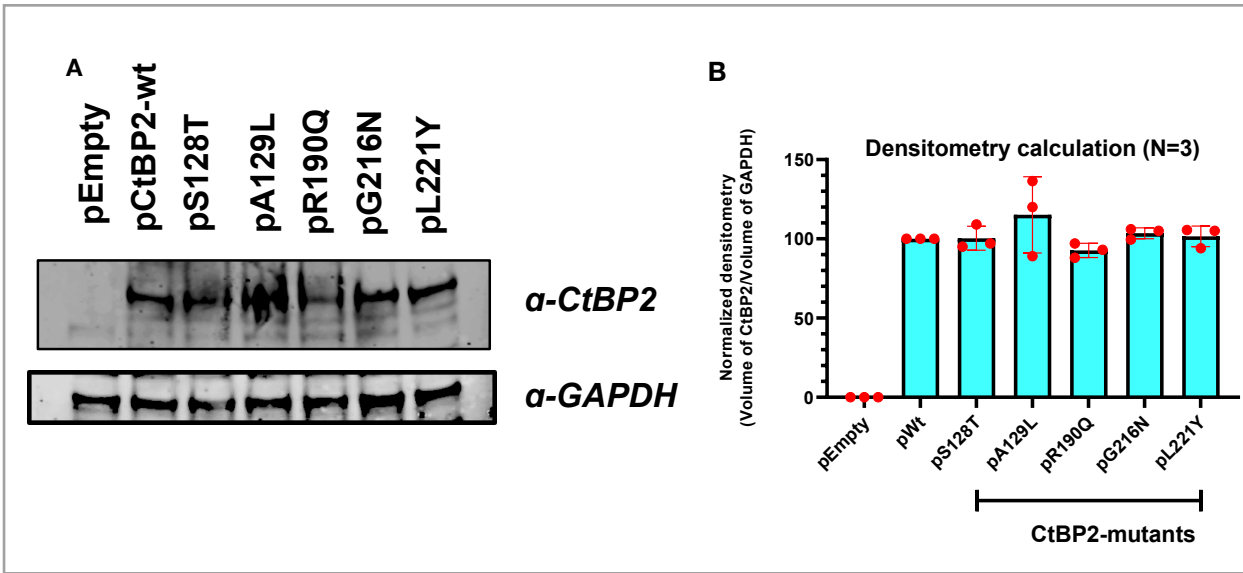 A
pEmpty
pCtBP2-wt
pS128T
pA129L
pR190Q
pG216N
pL221Y
α-CtBP2
α-GAPDH
B
Densitometry calculation (N=3)
Normalized densitometry
(Volume of CtBP2/Volume of GAPDH)
150
100
50
0
pEmpty
pWt
pS128T
pA129L
pR190Q
pG216N
pL221Y
CtBP2-mutants